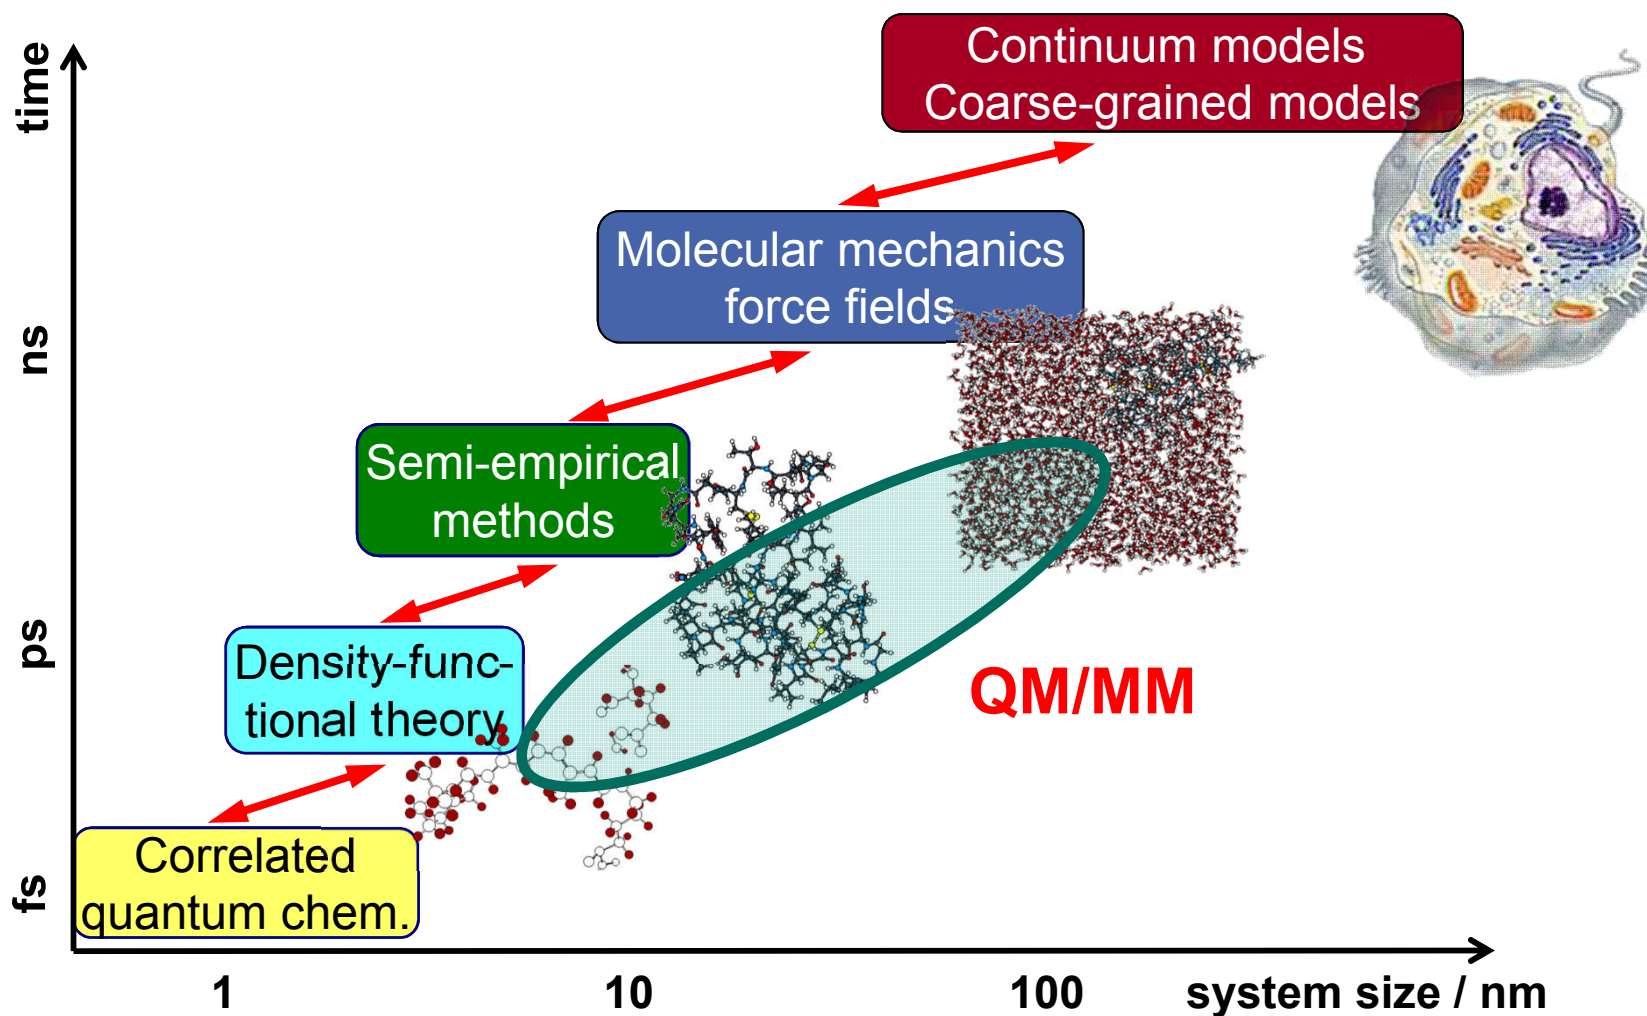 time
Continuum models
Coarse-grained models
Molecular mechanics
force fields
ns
Semi-empirical
methods
ps
Density-func-
tional theory
QM/MM
Correlated
quantum chem.
fs
1
10
100
system size / nm